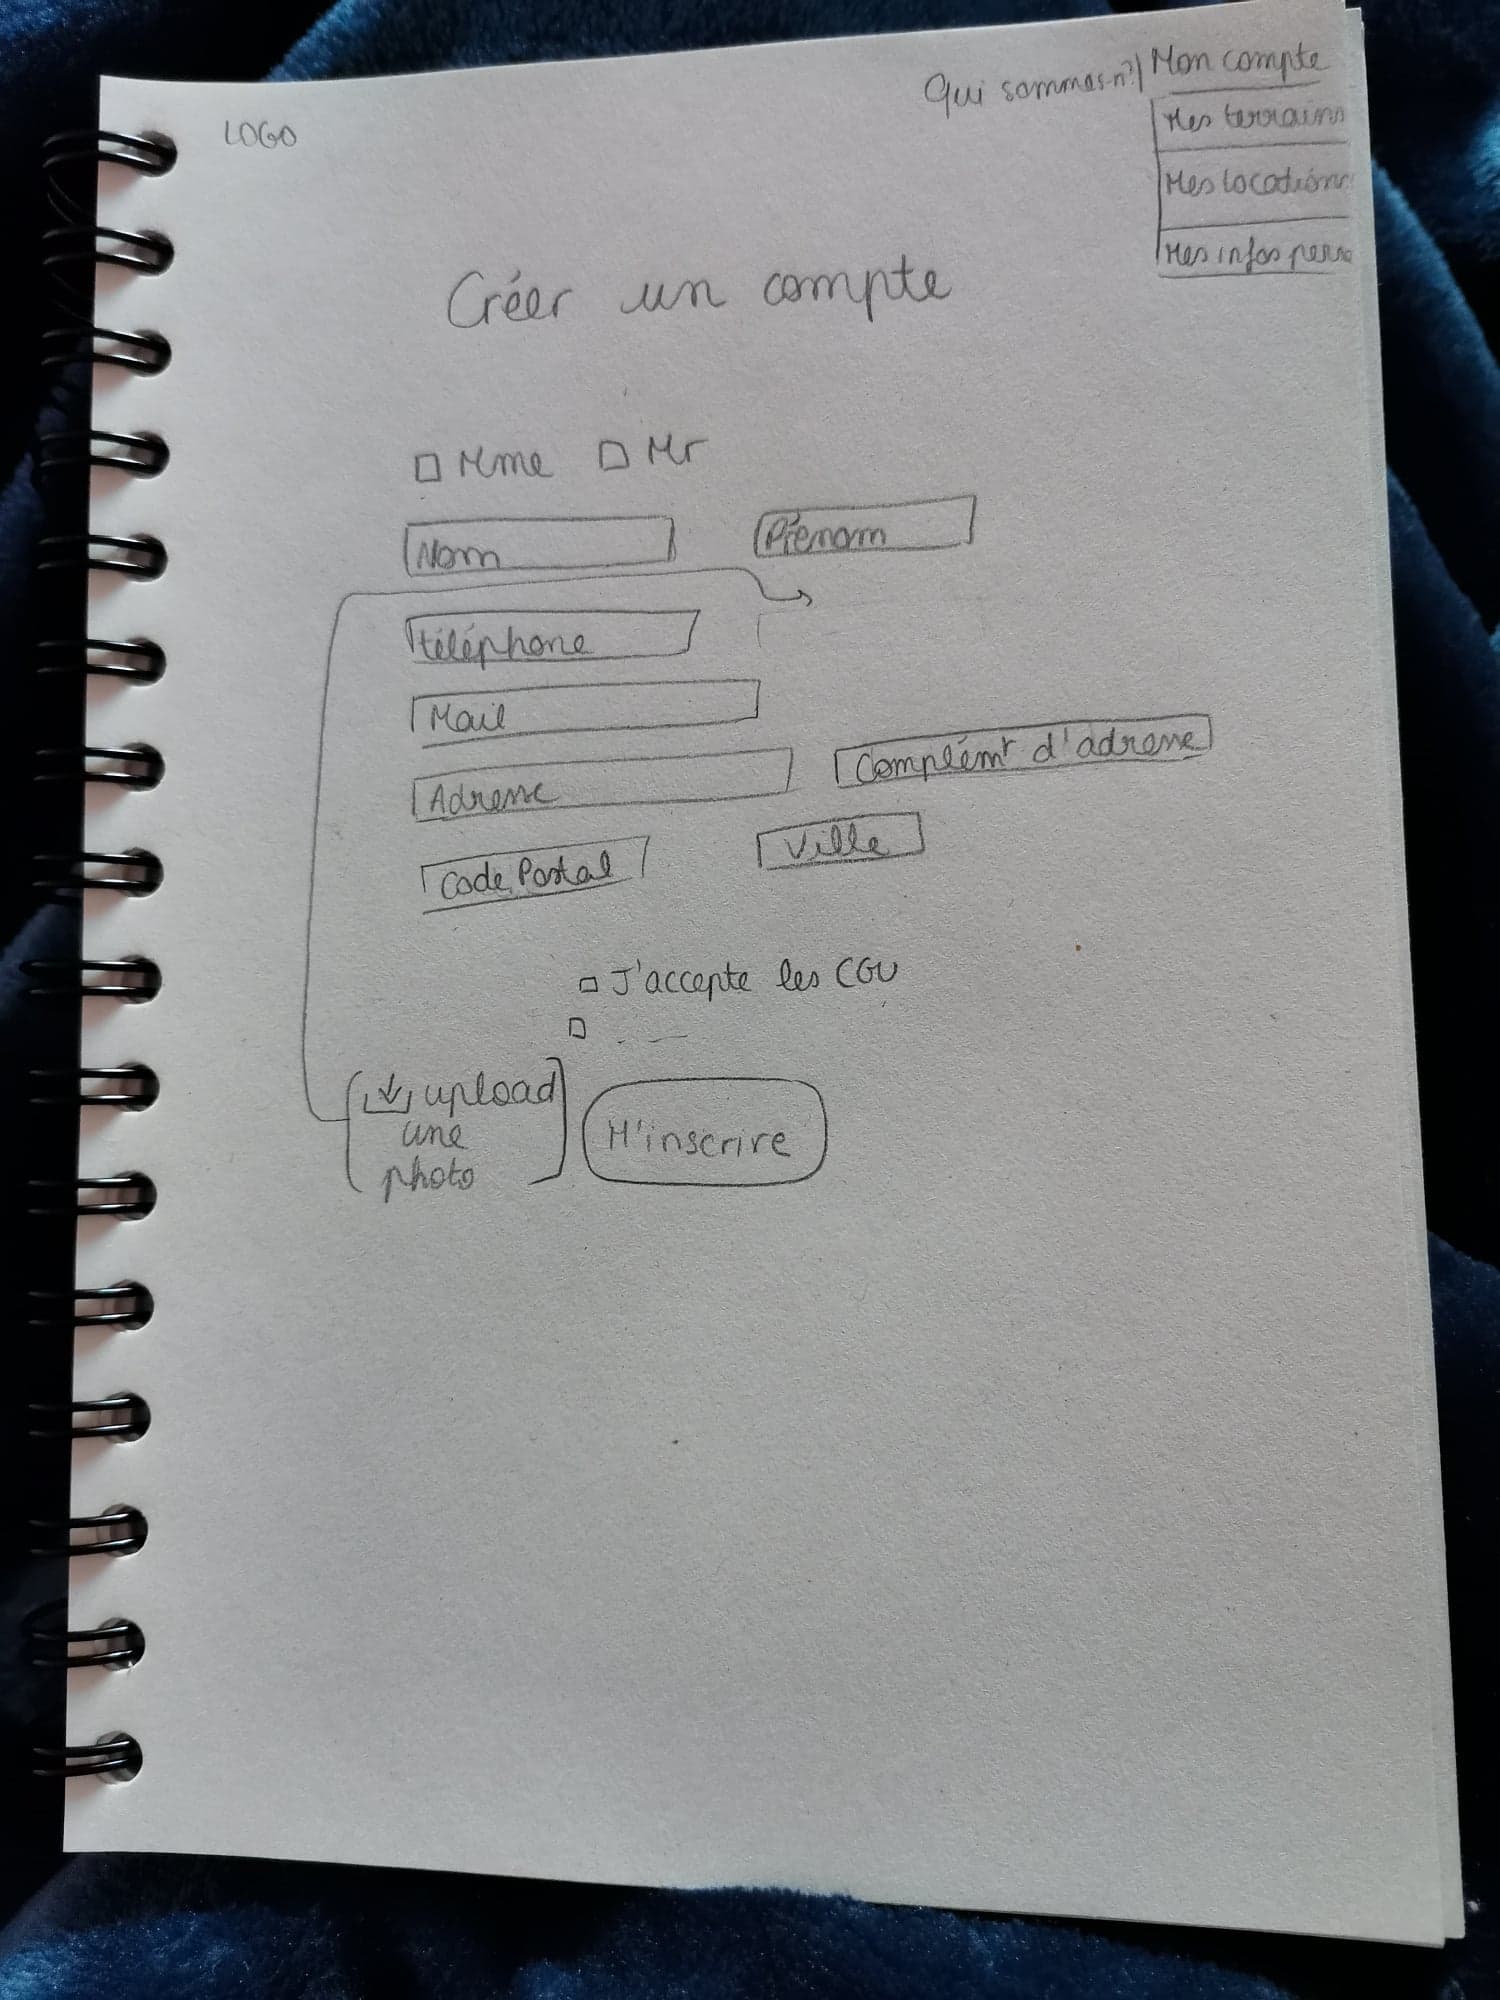 LOGO
Qui sommes n? | Mon compte
Mes terrains
Mes locations
Mes infos perso
Créer un compte
Mme Mr
Nom Prénom
téléphone
Mail
Adresse Complémt d'adresse
Code Postal Ville
J'accepte les CGU
upload
une
photo
M'inscrire